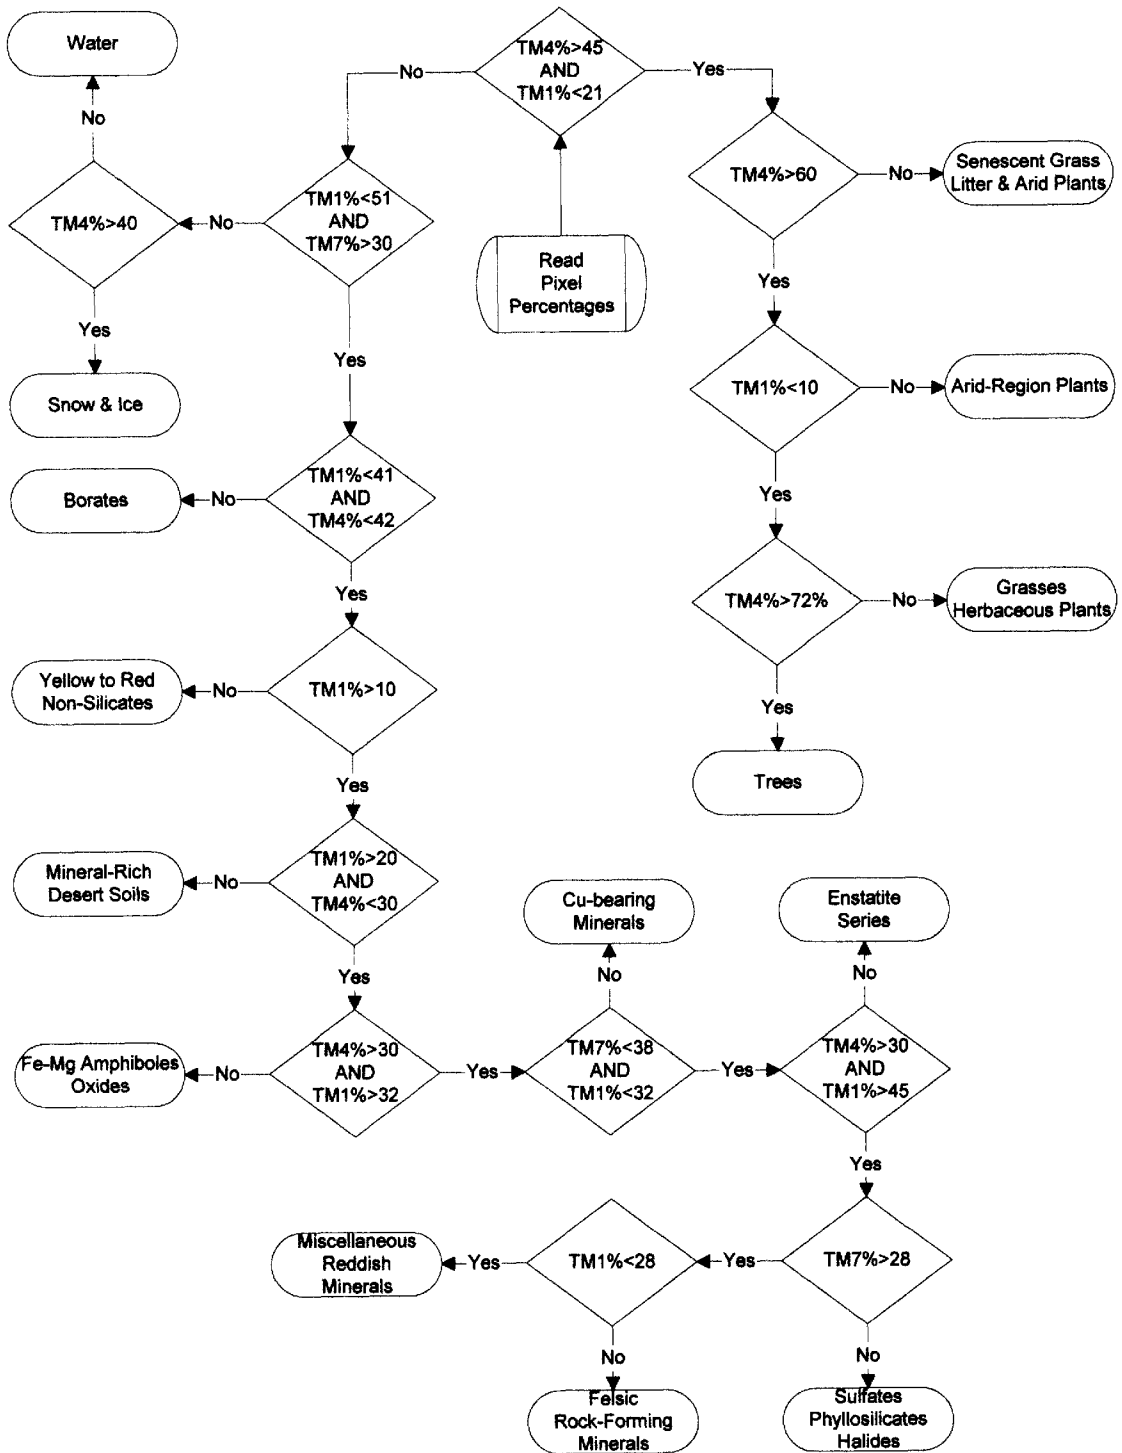 Water
TM4%>45
AND
TM1%<21
No
Yes
No
TM4%>60
No
Senescent Grass
Litter & Arid Plants
TM4%>40
No
TM1%<51
AND
TM7%>30
Read
Pixel
Percentages
Yes
Yes
Yes
Snow & Ice
TM1%<10
No
Arid-Region Plants
Borates
No
TM1%<41
AND
TM4%<42
Yes
Yes
TM4%>72%
No
Grasses
Herbaceous Plants
Yellow to Red
Non-Silicates
No
TM1%>10
Yes
Trees
Yes
Mineral-Rich
Desert Soils
No
TM1%>20
AND
TM4%<30
Cu-bearing
Minerals
Enstatite
Series
Yes
No
No
Fe-Mg Amphiboles
Oxides
No
TM4%>30
AND
TM1%>32
Yes
TM7%<38
AND
TM1%<32
Yes
TM4%>30
AND
TM1%>45
Yes
Miscellaneous
Reddish
Minerals
Yes
TM1%<28
Yes
TM7%>28
No
No
Felsic
Rock-Forming
Minerals
Sulfates
Phyllosilicates
Halides